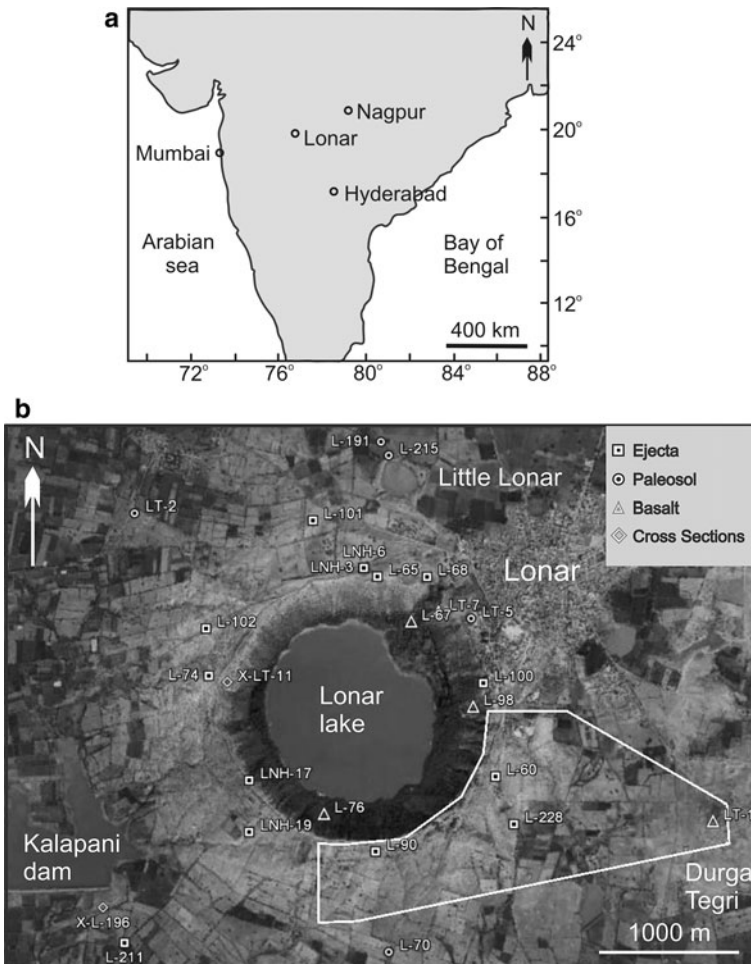 a
N
24°
Nagpur
20°
Lonar
Mumbai
Hyderabad
16°
Arabian
sea
Bay of
Bengal
12°
400 km
72°
76°
80°
84°
88°
b
N
L-191
L-215
Little Lonar
Ejecta
Paleosol
Basalt
Cross Sections
LT-2
L-101
LNH-6
LNH-3
L-65
L-68
Lonar
L-67
LT-7
LT-5
L-102
L-74
X-LT-11
L-100
Lonar
lake
L-98
LNH-17
L-60
L-76
L-228
LT-1
LNH-19
Kalapani
dam
L-90
Durga
Tegri
X-L-196
L-211
L-70
1000 m